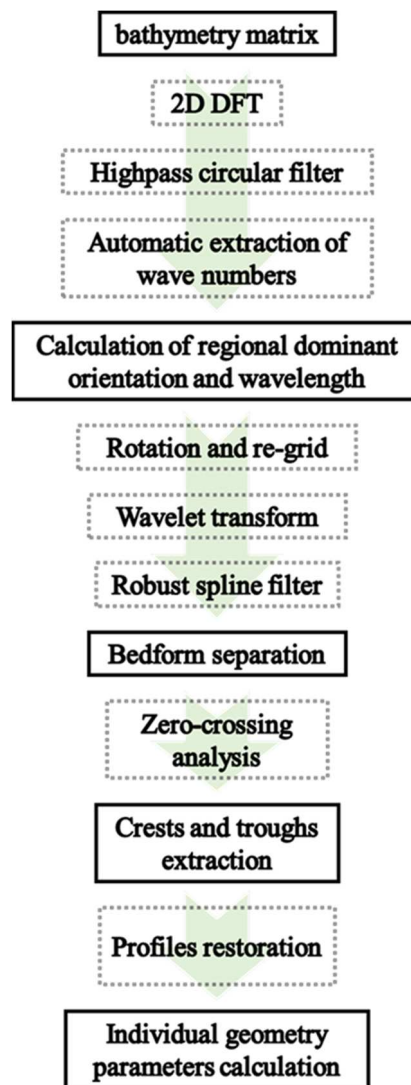 bathymetry matrix
2D DFT
Highpass circular filter
Automatic extraction of
wave numbers
Calculation of regional dominant
orientation and wavelength
Rotation and re-grid
Wavelet transform
Robust spline filter
Bedform separation
Zero-crossing
analysis
Crests and troughs
extraction
Profiles restoration
Individual geometry
parameters calculation